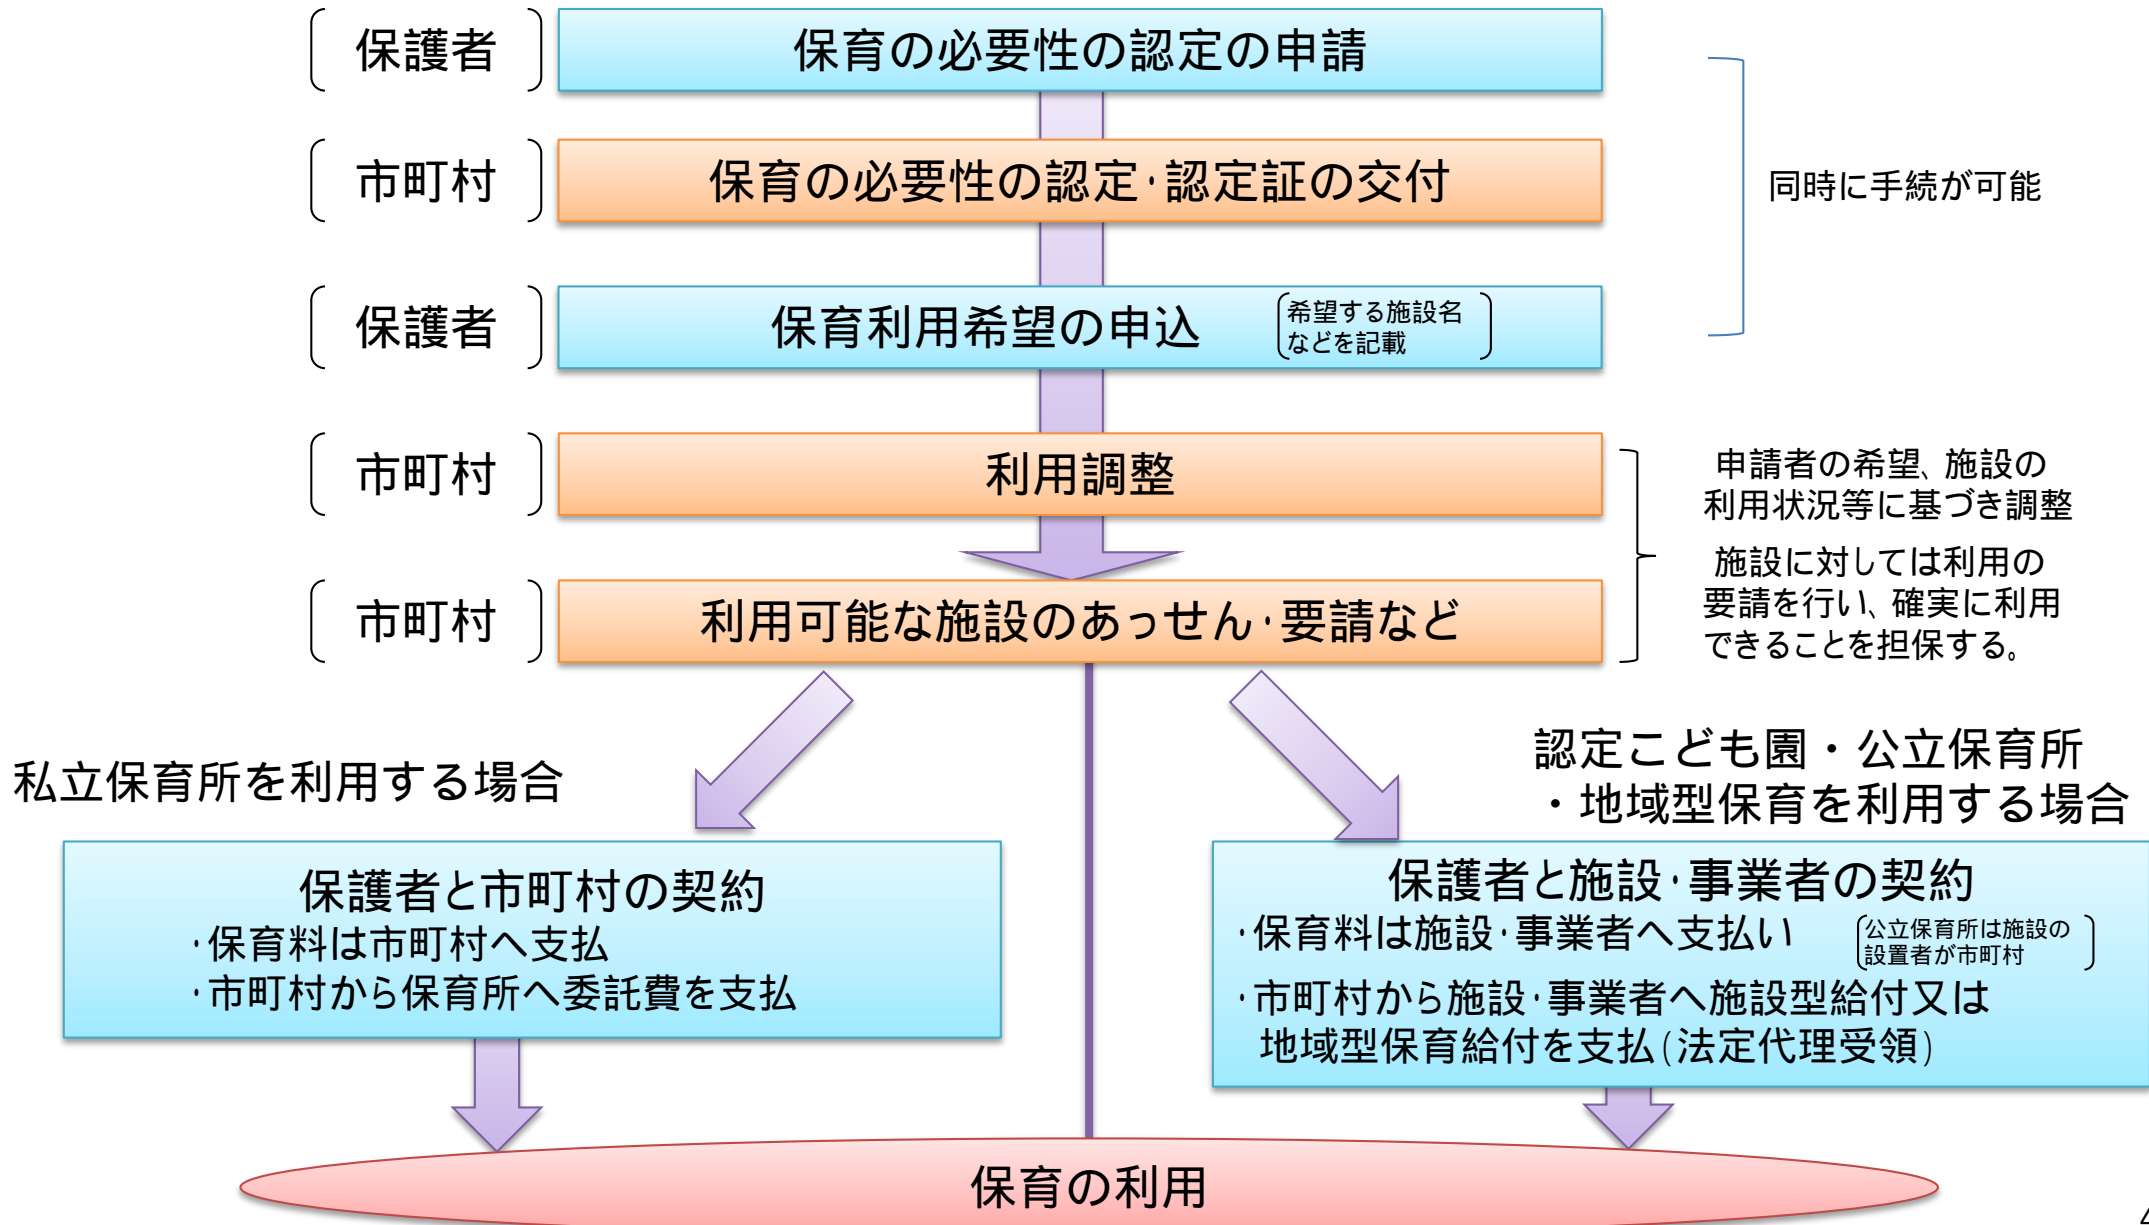 保護者
保育の必要性の認定の申請
市町村
保育の必要性の認定・認定証の交付
同時に手続が可能
保護者
保育利用希望の申込
希望する施設名
などを記載
市町村
利用調整
申請者の希望、施設の
利用状況等に基づき調整
施設に対しては利用の
要請を行い、確実に利用
できることを担保する。
市町村
利用可能な施設のあっせん・要請など
私立保育所を利用する場合
認定こども園・公立保育所
・地域型保育を利用する場合
保護者と市町村の契約
・保育料は市町村へ支払
・市町村から保育所へ委託費を支払
保護者と施設・事業者の契約
・保育料は施設・事業者へ支払い
公立保育所は施設の
設置者が市町村
・市町村から施設・事業者へ施設型給付又は
地域型保育給付を支払(法定代理受領)
保育の利用